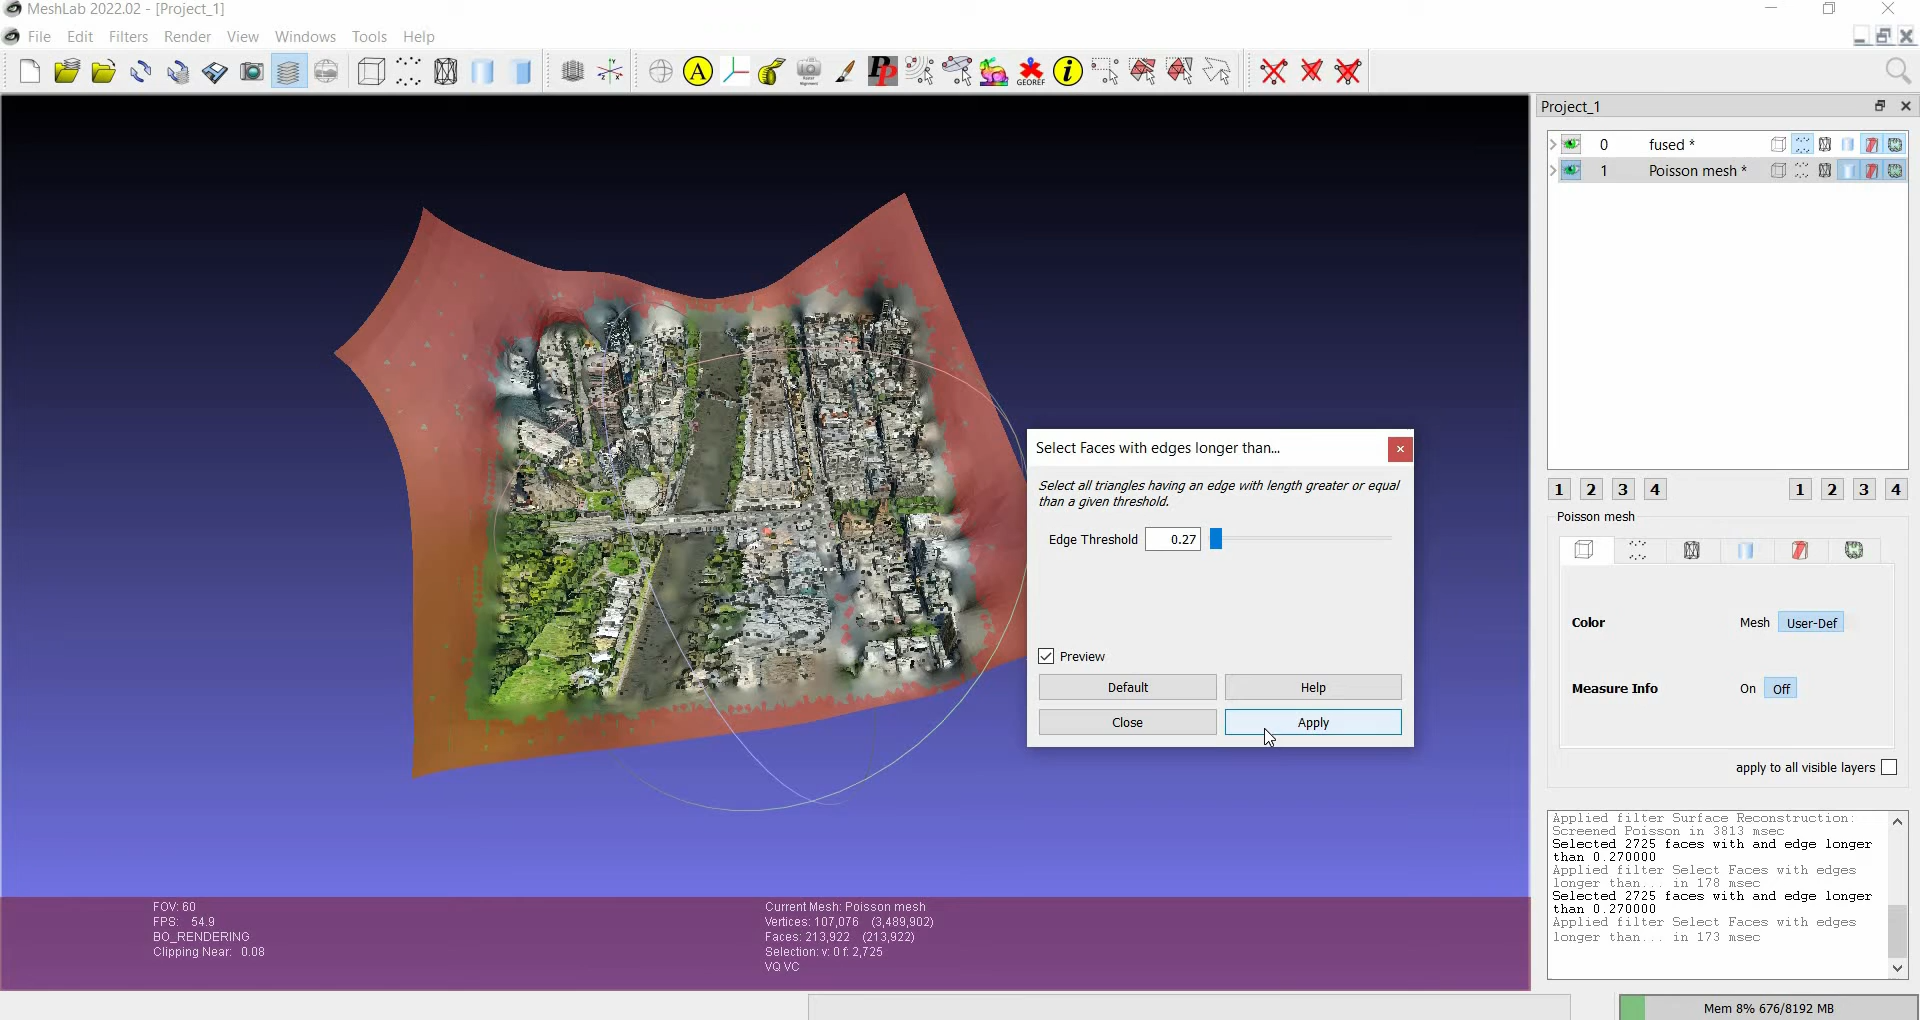 MeshLab 2022.02 - [Project_1]
File Edit Filters Render View Windows Tools Help
A
PP
GEOREF
i
Project_1
0 fused *
1 Poisson mesh *
1 2 3 4 1 2 3 4
Poisson mesh
Color Mesh User-Def
Measure Info On Off
apply to all visible layers
Select Faces with edges longer than...
Select all triangles having an edge with length greater or equal
than a given threshold.
Edge Threshold 0.27
Preview
Default Help
Close Apply
Applied filter Surface Reconstruction:
Screened Poisson in 3813 msec
Selected 2725 faces with and edge longer
than 0.270000
Applied filter Select Faces with edges
longer than... in 178 msec
Selected 2725 faces with and edge longer
than 0.270000
Applied filter Select Faces with edges
longer than... in 173 msec
FOV: 60
FPS: 54.9
BO_RENDERING
Clipping Near: 0.08
Current Mesh: Poisson mesh
Vertices: 107,076 (3,489,902)
Faces: 213,922 (213,922)
Selection: v: 0 f: 2,725
VQ VC
Mem 8% 676/8192 MB